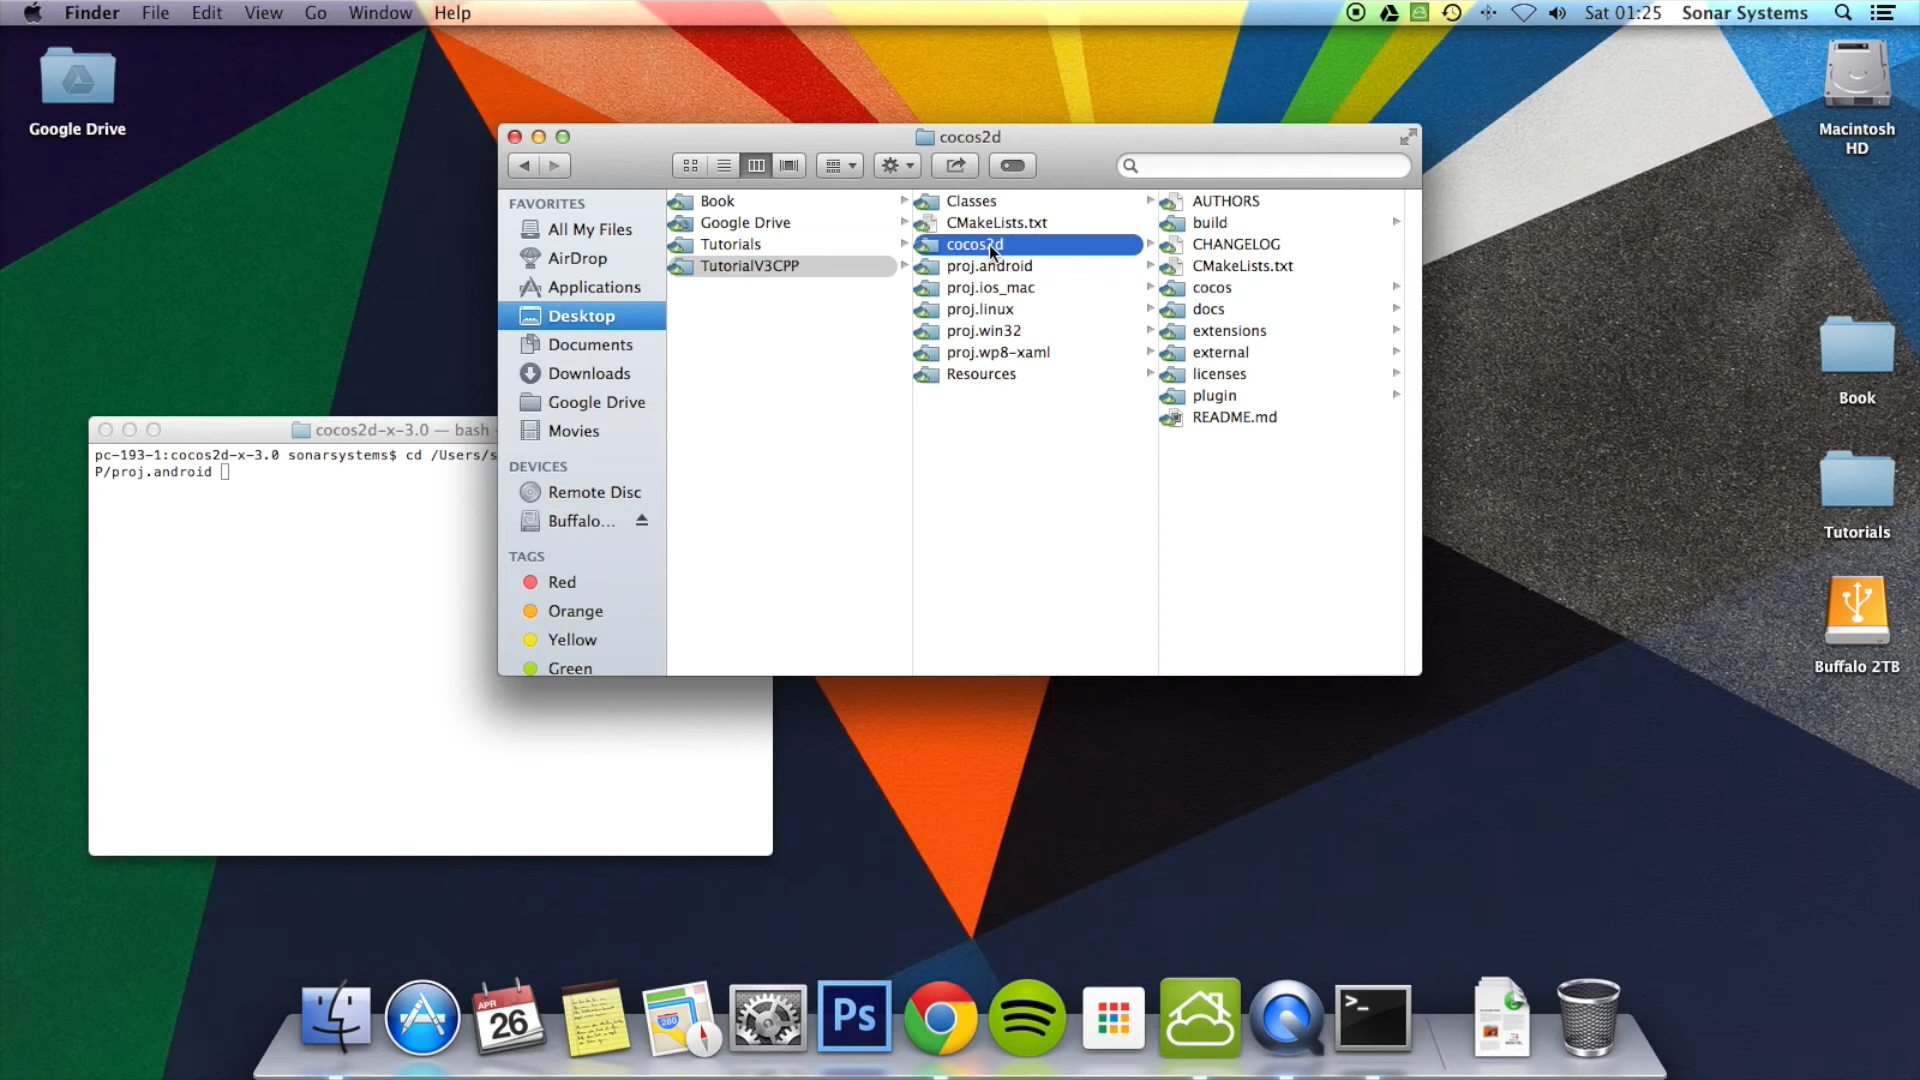 Finder File Edit View Go Window Help
Sat 01:25 Sonar Systems
Google Drive
Macintosh
HD
Book
Tutorials
Buffalo 2TB
cocos2d-x-3.0 — bash
pc-193-1:cocos2d-x-3.0 sonarsystems$ cd /Users/s
P/proj.android
cocos2d
FAVORITES
All My Files
AirDrop
Applications
Desktop
Documents
Downloads
Google Drive
Movies
DEVICES
Remote Disc
Buffalo...
TAGS
Red
Orange
Yellow
Green
Book
Google Drive
Tutorials
TutorialV3CPP
Classes
CMakeLists.txt
cocos2d
proj.android
proj.ios_mac
proj.linux
proj.win32
proj.wp8-xaml
Resources
AUTHORS
build
CHANGELOG
CMakeLists.txt
cocos
docs
extensions
external
licenses
plugin
README.md
APR
26
280
Ps
>_